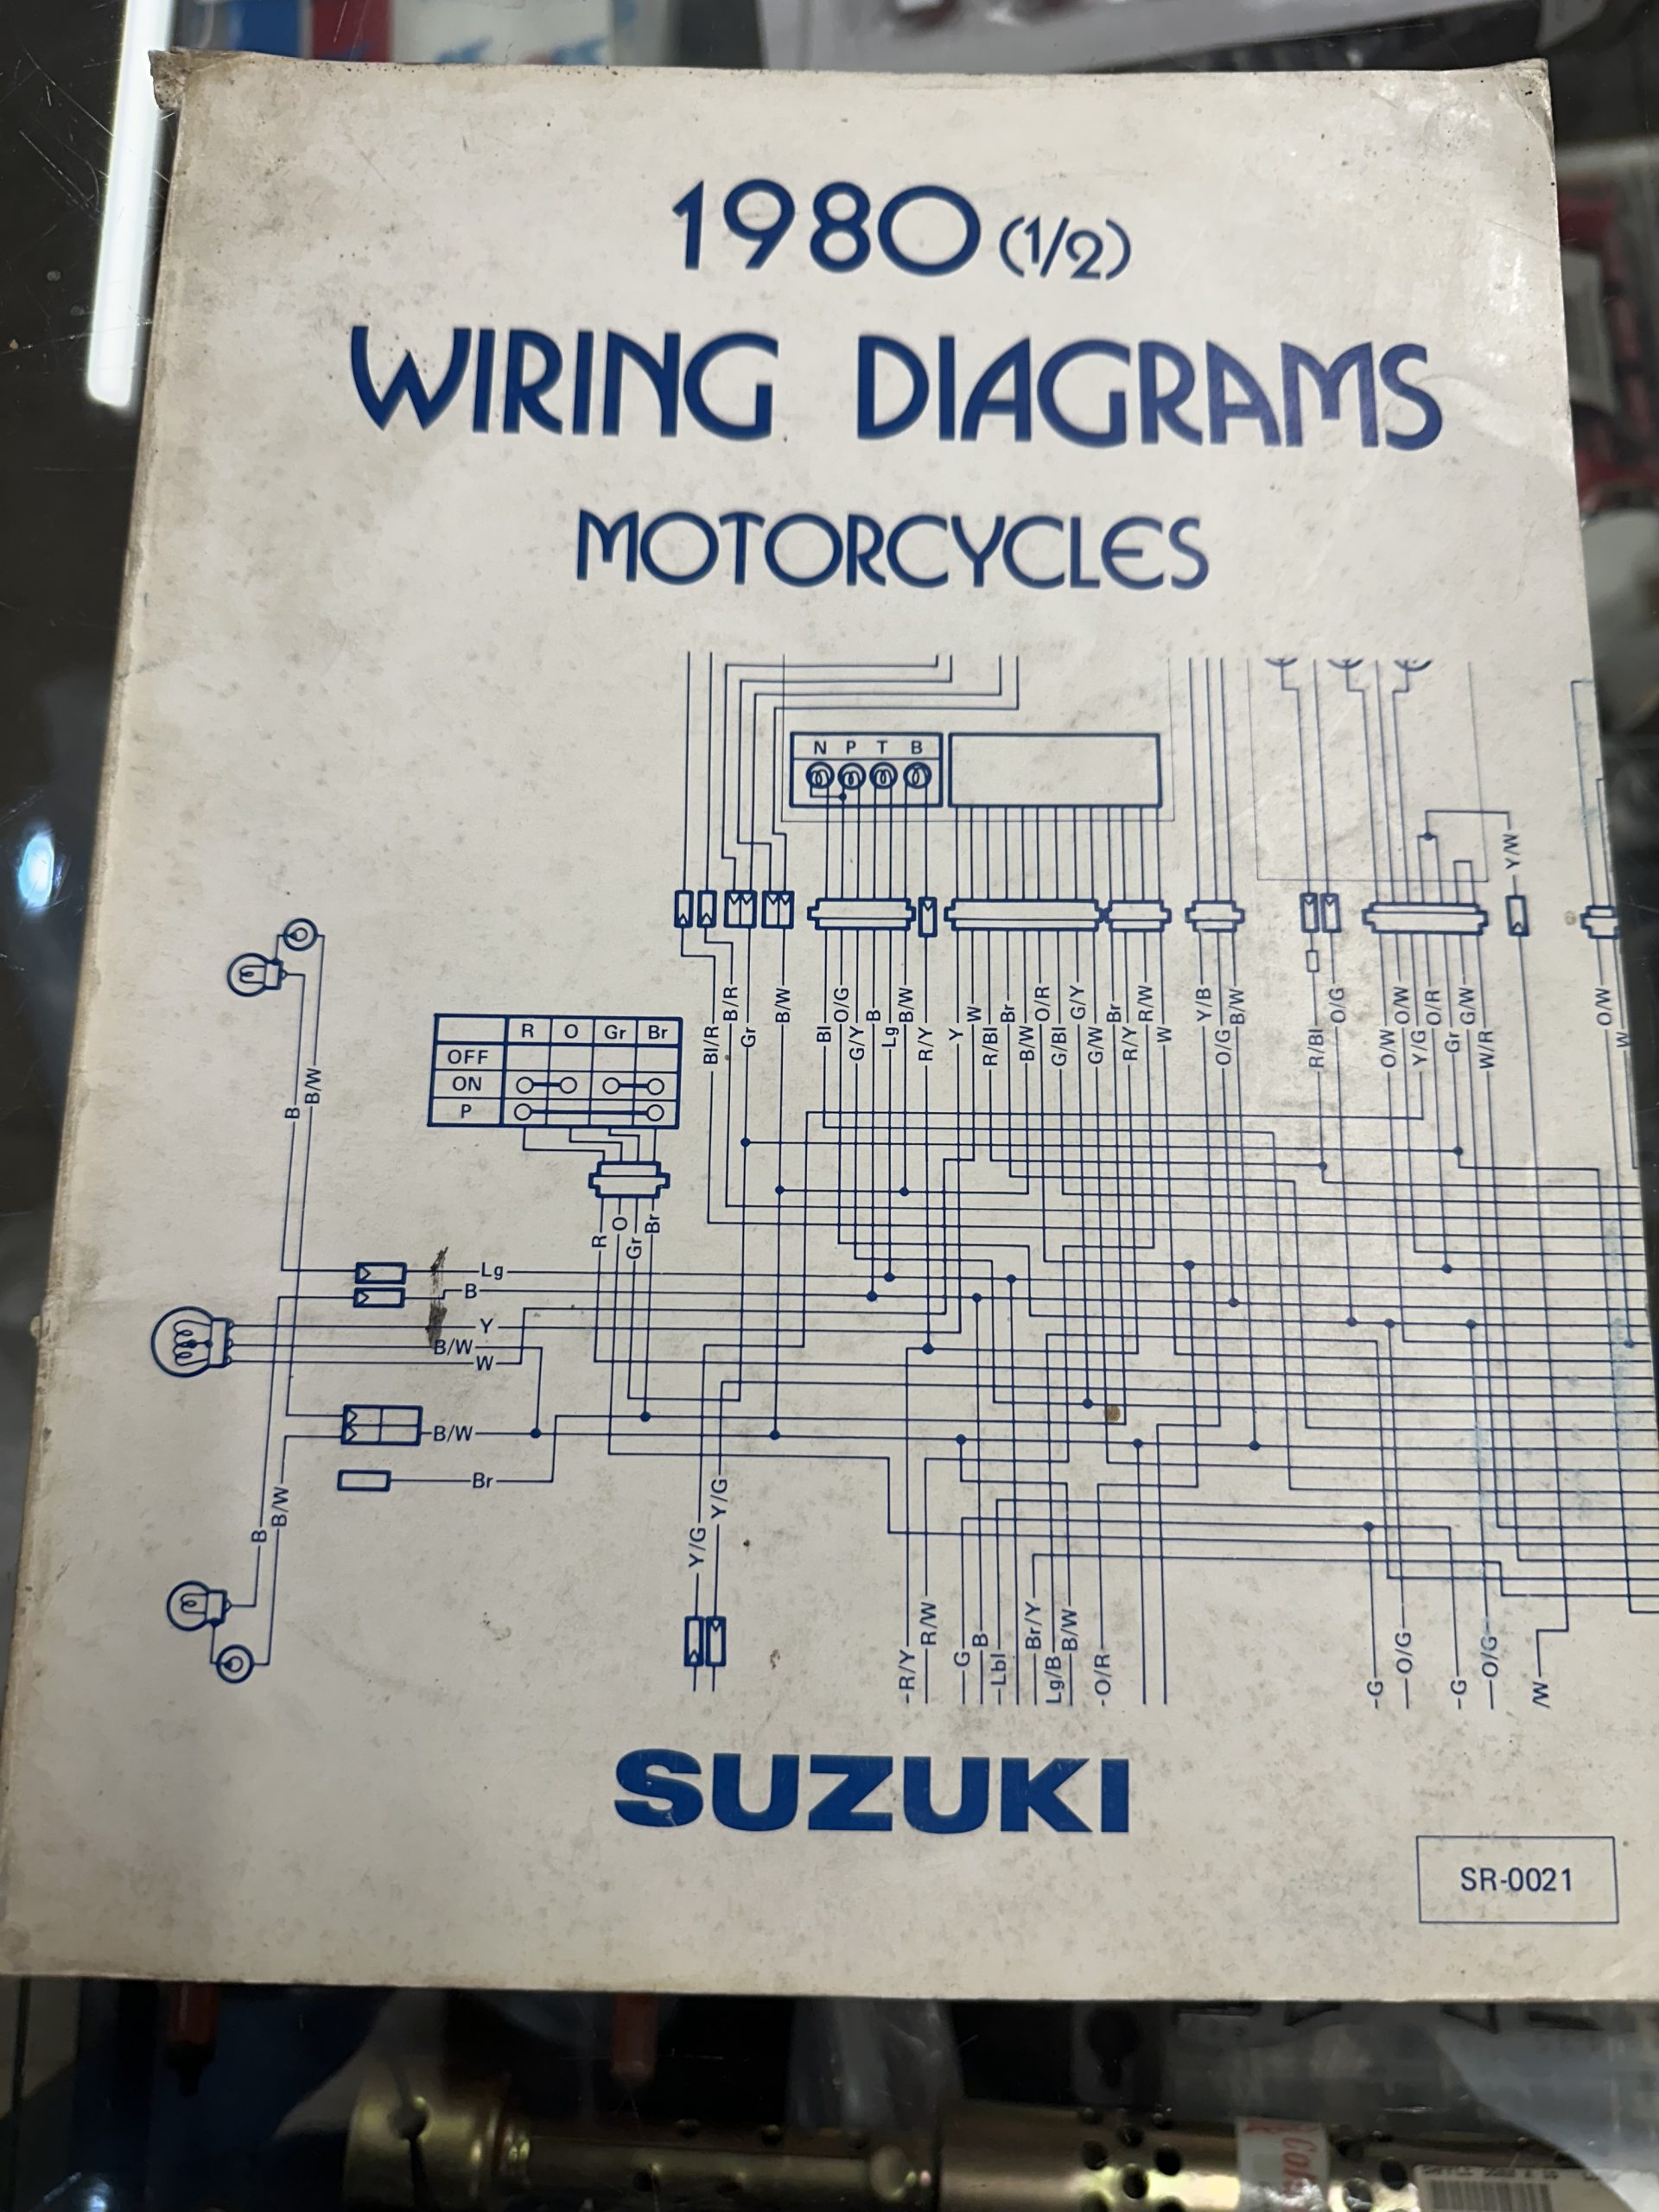 1980 (1/2)
WIRING DIAGRAMS
MOTORCYCLES
N P T B
Y/W
Bl/R
B/R
Gr
B/W
Bl
O/G
G/Y
B
Lg
B/W
R/Y
Y
W
R/Bl
Br
B/W
O/R
G/Bl
G/Y
G/W
Br
R/Y
R/W
W
Y/B
O/G
B/W
R/Bl
O/G
O/W
O/W
Y/G
O/R
Gr
G/W
W/R
O/W
W
R O Gr Br
OFF
ON
P
B
B/W
R
O
Gr
Br
Lg
B
Y
B/W
W
B/W
Br
B
B/W
Y/G
Y/G
R/Y
R/W
G
B
Lbl
Br/Y
Lg/B
B/W
O/R
G
O/G
G
O/G
/W
SUZUKI
SR-0021